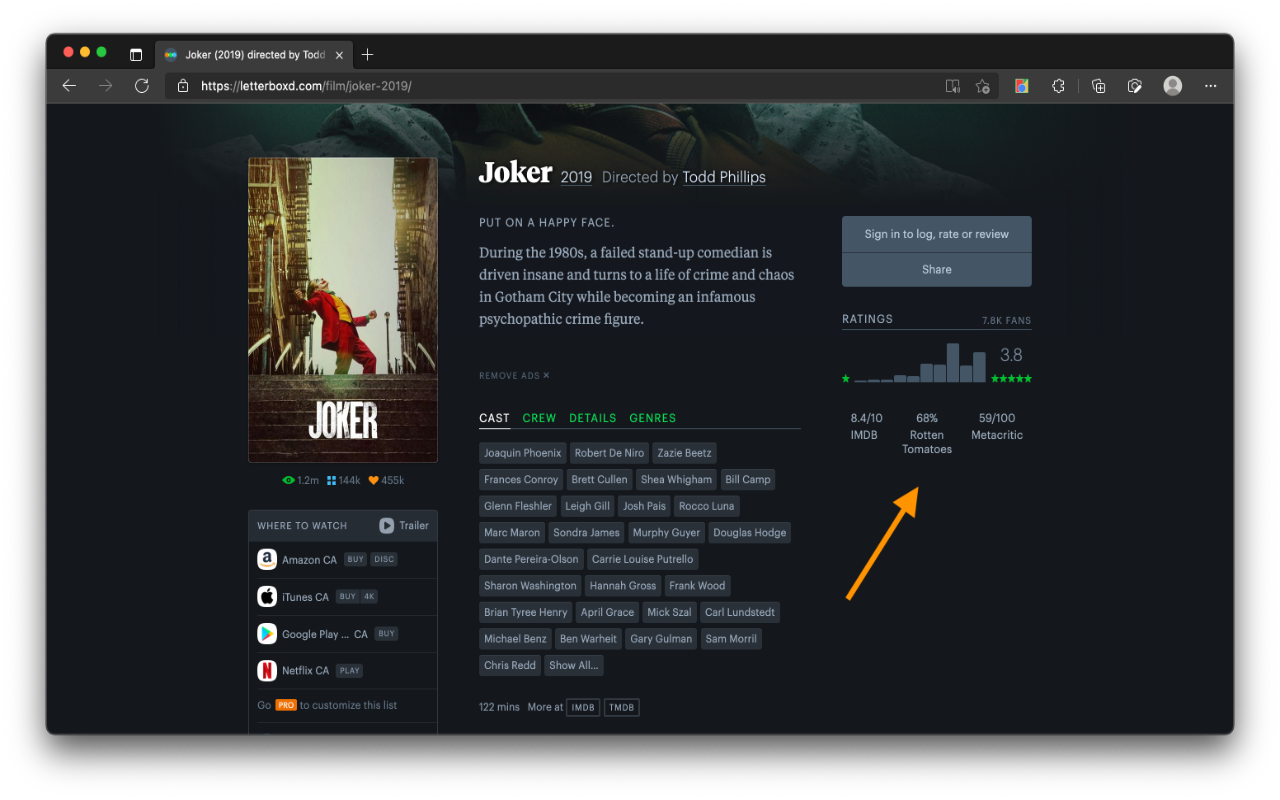 Joker (2019) directed by Todd
https://letterboxd.com/film/joker-2019/
Joker 2019 Directed by Todd Phillips
PUT ON A HAPPY FACE.
During the 1980s, a failed stand-up comedian is
driven insane and turns to a life of crime and chaos
in Gotham City while becoming an infamous
psychopathic crime figure.
REMOVE ADS ×
CAST CREW DETAILS GENRES
Joaquin Phoenix Robert De Niro Zazie Beetz
Frances Conroy Brett Cullen Shea Whigham Bill Camp
Glenn Fleshler Leigh Gill Josh Pais Rocco Luna
Marc Maron Sondra James Murphy Guyer Douglas Hodge
Dante Pereira-Olson Carrie Louise Putrello
Sharon Washington Hannah Gross Frank Wood
Brian Tyree Henry April Grace Mick Szal Carl Lundstedt
Michael Benz Ben Warheit Gary Gulman Sam Morril
Chris Redd Show All...
122 mins More at IMDB TMDB
JOKER
1.2m 144k 455k
WHERE TO WATCH Trailer
Amazon CA BUY DISC
iTunes CA BUY 4K
Google Play ... CA BUY
Netflix CA PLAY
Go PRO to customize this list
Sign in to log, rate or review
Share
RATINGS 7.8K FANS
3.8
8.4/10 68% 59/100
IMDB Rotten Metacritic
Tomatoes